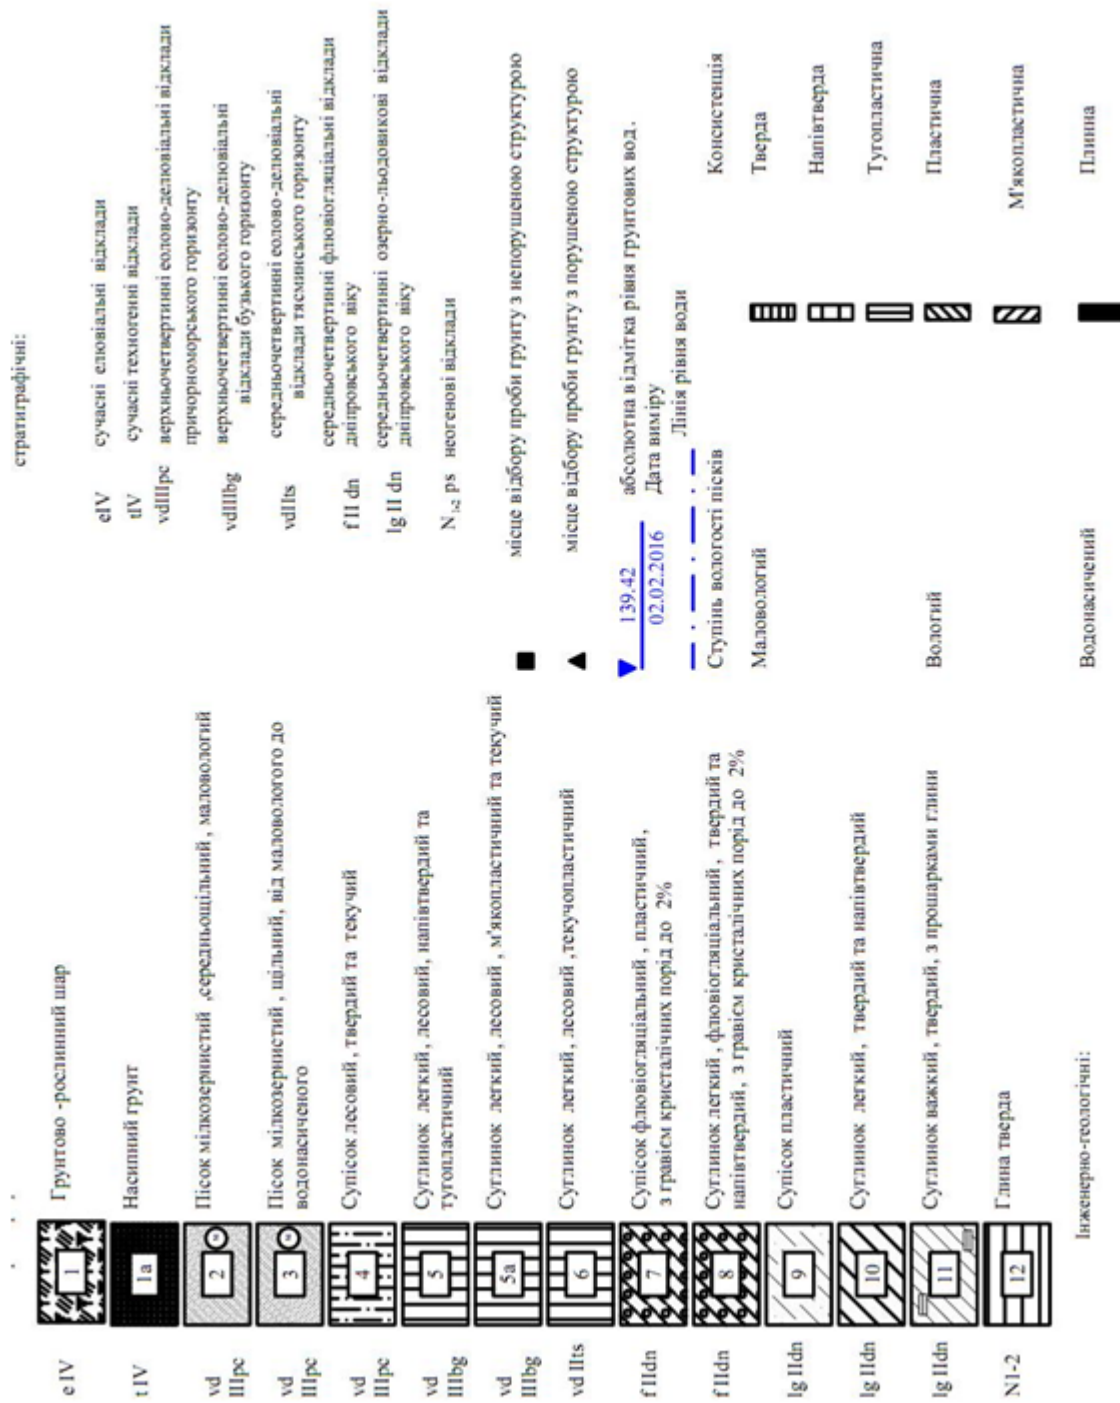 e IV
1
Грунтово -рослинний шар
t IV
1а
Насипний грунт
vd
IIIpc
2
Пісок мілкозернистий ,середньощільний , маловологий
vd
IIIpc
3
Пісок мілкозернистий , щільний, від маловологого до
водонасиченого
vd
IIIpc
4
Супісок лесовий , твердий та текучий
vd
IIIbg
5
Суглинок легкий, лесовий, напівтвердий та
тугопластичний
vd
IIIbg
5а
Суглинок легкий , лесовий , м'якопластичний та текучий
vd IIts
6
Суглинок легкий , лесовий ,текучопластичний
f IIdn
7
Супісок флювіогляціальний , пластичний ,
з гравієм кристалічних порід до 2%
f IIdn
8
Суглинок легкий , флювіогляціальний , твердий та
напівтвердий, з гравієм кристалічних порід до 2%
lg IIdn
9
Супісок пластичний
lg IIdn
10
Суглинок легкий , твердий та напівтвердий
lg IIdn
11
Суглинок важкий , твердий, з прошарками глини
N1-2
12
Глина тверда
Інженерно-геологічні:
стратиграфічні:
eIV сучасні елювіальні відклади
tIV сучасні техногенні відклади
vdIIIpc верхньочетвертинні еолово-делювіальні відклади
причорноморського горизонту
vdIIIbg верхньочетвертинні еолово-делювіальні
відклади бузького горизонту
vdIIts середньочетвертинні еолово-делювіальні
відклади тясминського горизонту
f II dn середньочетвертинні флювіогляціальні відклади
дніпровського віку
lg II dn середньочетвертинні озерно-льодовикові відклади
дніпровського віку
N₁₋₂ ps неогенові відклади
місце відбору проби грунту з непорушеною структурою
місце відбору проби грунту з порушеною структурою
139.42 абсолютна відмітка рівня грунтових вод .
02.02.2016 Дата виміру
Лінія рівня води
Ступінь вологості пісків Консистенція
Маловологий Тверда
Напівтверда
Тугопластична
Вологий Пластична
М'якопластична
Водонасичений Плинна